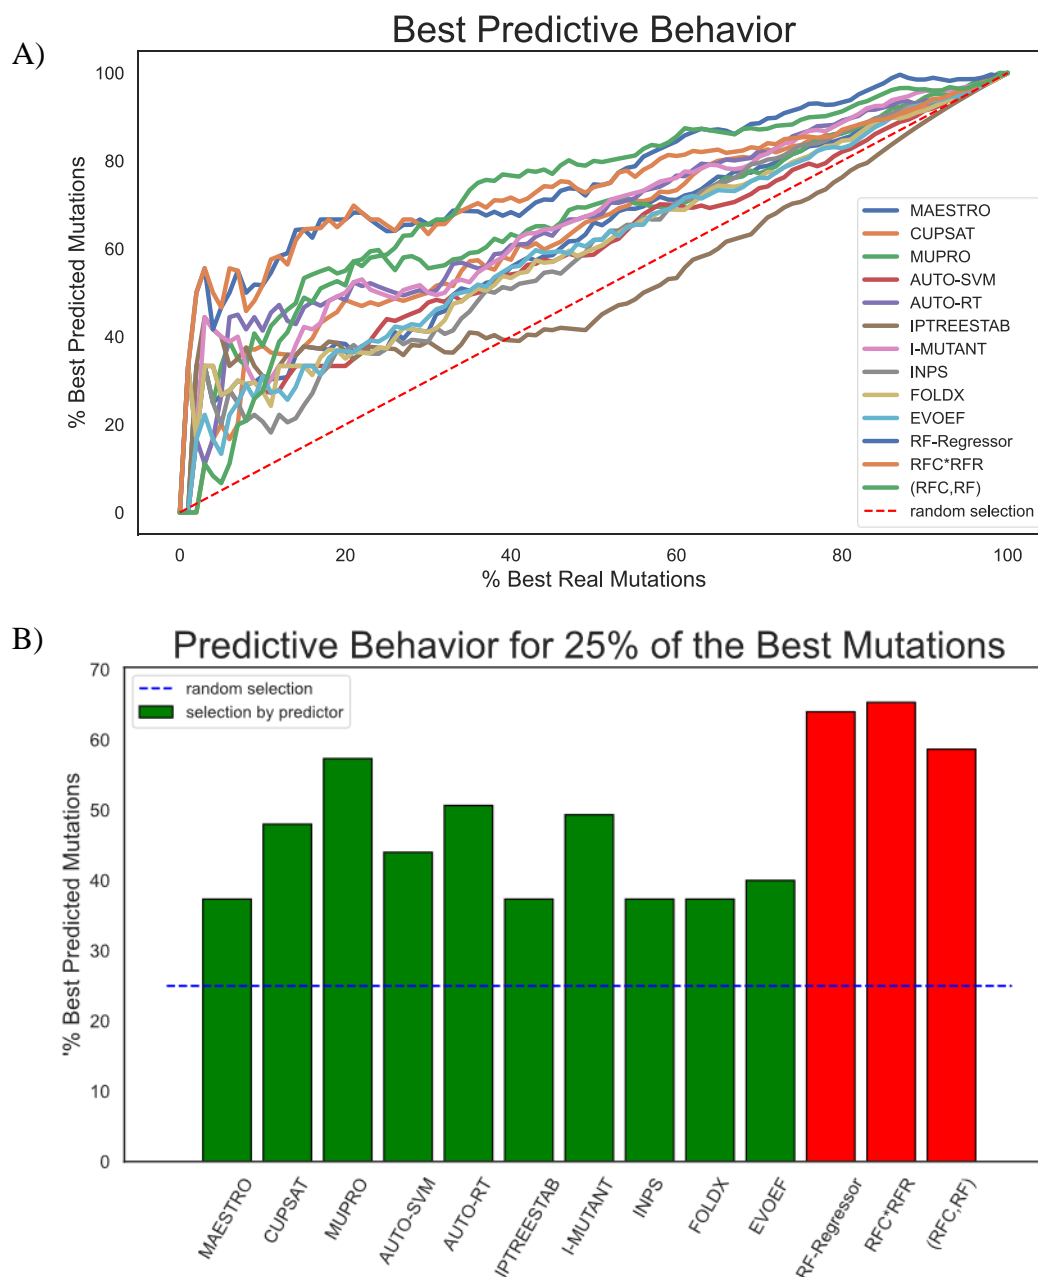 A)
Best Predictive Behavior
100
80
60
40
20
0
% Best Predicted Mutations
0 20 40 60 80 100
% Best Real Mutations
MAESTRO
CUPSAT
MUPRO
AUTO-SVM
AUTO-RT
IPTREESTAB
I-MUTANT
INPS
FOLDX
EVOEF
RF-Regressor
RFC*RFR
(RFC,RF)
random selection
B)
Predictive Behavior for 25% of the Best Mutations
70
60
50
40
30
20
10
0
'% Best Predicted Mutations
random selection
selection by predictor
MAESTRO
CUPSAT
MUPRO
AUTO-SVM
AUTO-RT
IPTREESTAB
I-MUTANT
INPS
FOLDX
EVOEF
RF-Regressor
RFC*RFR
(RFC,RF)